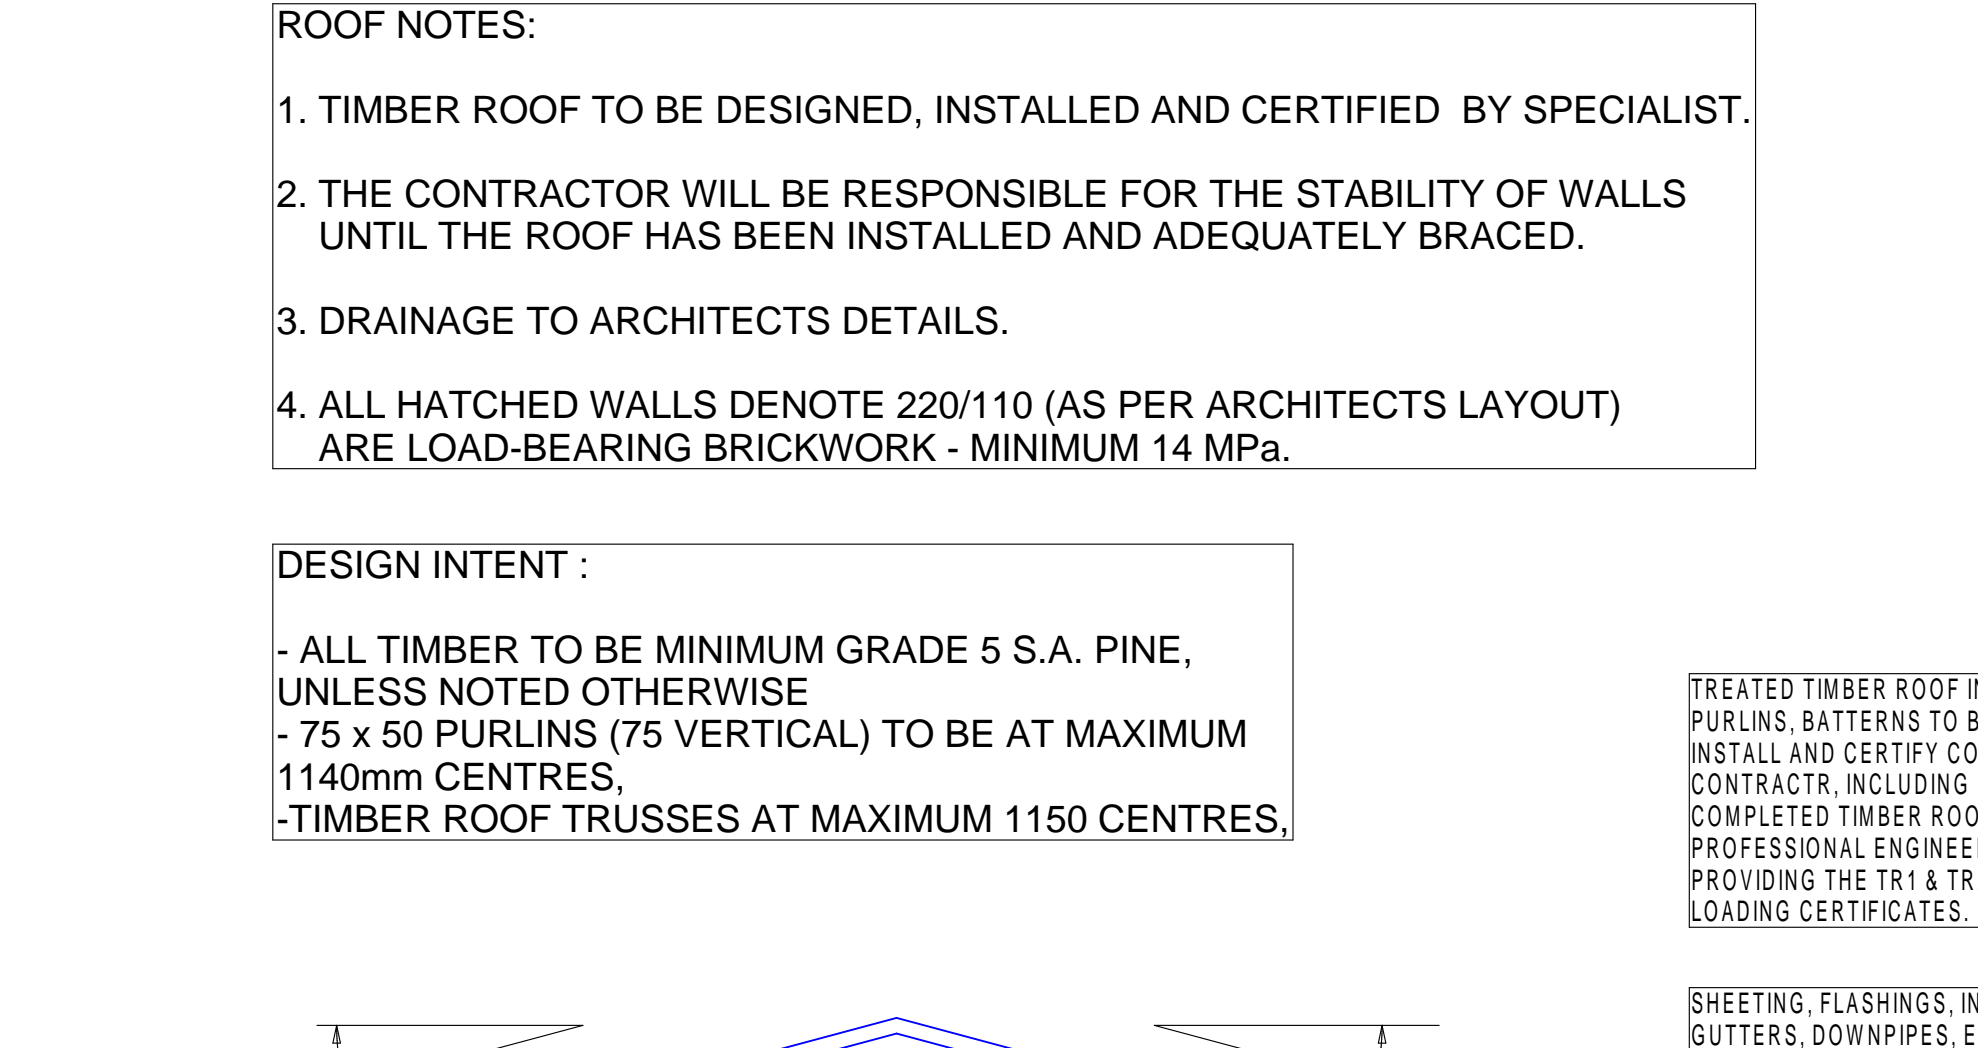 ROOF NOTES:
1. TIMBER ROOF TO BE DESIGNED, INSTALLED AND CERTIFIED  BY SPECIALIST.
2. THE CONTRACTOR WILL BE RESPONSIBLE FOR THE STABILITY OF WALLS
UNTIL THE ROOF HAS BEEN INSTALLED AND ADEQUATELY BRACED.
3. DRAINAGE TO ARCHITECTS DETAILS.
4. ALL HATCHED WALLS DENOTE 220/110 (AS PER ARCHITECTS LAYOUT)
ARE LOAD-BEARING BRICKWORK - MINIMUM 14 MPa.
DESIGN INTENT :
- ALL TIMBER TO BE MINIMUM GRADE 5 S.A. PINE,
UNLESS NOTED OTHERWISE
- 75 x 50 PURLINS (75 VERTICAL) TO BE AT MAXIMUM
1140mm CENTRES,
-TIMBER ROOF TRUSSES AT MAXIMUM 1150 CENTRES,
TREATED TIMBER ROOF
PURLINS, BATTERNS TO
INSTALL AND CERTIFY
CONTRACTR, INCLUDING
COMPLETED TIMBER
PROFESSIONAL
PROVIDING THE TR1 &
LOADING CERTIFICATES.
SHEETING, FLASHINGS,
GUTTERS, DOWNPIPES,